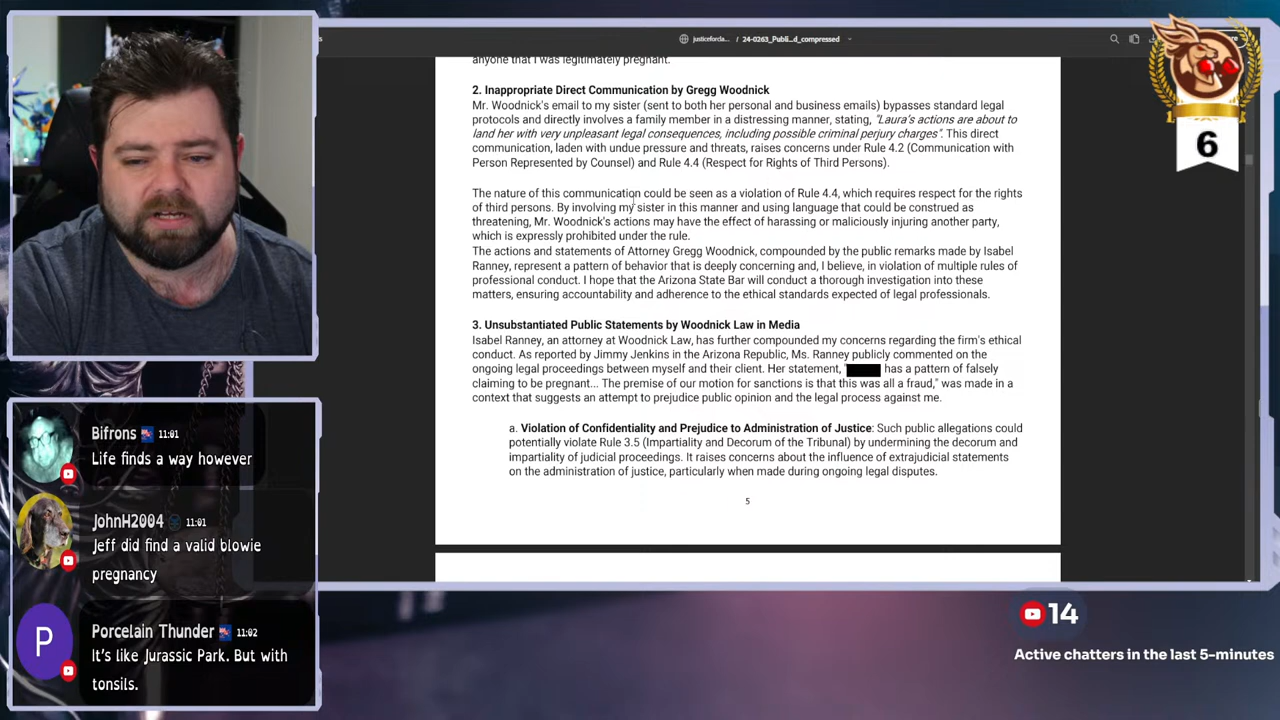 justiceforcla... / 24-0263_Publi...d_compressed
6
anyone that I was legitimately pregnant.
2. Inappropriate Direct Communication by Gregg Woodnick
Mr. Woodnick's email to my sister (sent to both her personal and business emails) bypasses standard legal
protocols and directly involves a family member in a distressing manner, stating, "Laura's actions are about to
land her with very unpleasant legal consequences, including possible criminal perjury charges". This direct
communication, laden with undue pressure and threats, raises concerns under Rule 4.2 (Communication with
Person Represented by Counsel) and Rule 4.4 (Respect for Rights of Third Persons).
The nature of this communication could be seen as a violation of Rule 4.4, which requires respect for the rights
of third persons. By involving my sister in this manner and using language that could be construed as
threatening, Mr. Woodnick's actions may have the effect of harassing or maliciously injuring another party,
which is expressly prohibited under the rule.
The actions and statements of Attorney Gregg Woodnick, compounded by the public remarks made by Isabel
Ranney, represent a pattern of behavior that is deeply concerning and, I believe, in violation of multiple rules of
professional conduct. I hope that the Arizona State Bar will conduct a thorough investigation into these
matters, ensuring accountability and adherence to the ethical standards expected of legal professionals.
3. Unsubstantiated Public Statements by Woodnick Law in Media
Isabel Ranney, an attorney at Woodnick Law, has further compounded my concerns regarding the firm's ethical
conduct. As reported by Jimmy Jenkins in the Arizona Republic, Ms. Ranney publicly commented on the
ongoing legal proceedings between myself and their client. Her statement, " has a pattern of falsely
claiming to be pregnant... The premise of our motion for sanctions is that this was all a fraud," was made in a
context that suggests an attempt to prejudice public opinion and the legal process against me.
a. Violation of Confidentiality and Prejudice to Administration of Justice: Such public allegations could
potentially violate Rule 3.5 (Impartiality and Decorum of the Tribunal) by undermining the decorum and
impartiality of judicial proceedings. It raises concerns about the influence of extrajudicial statements
on the administration of justice, particularly when made during ongoing legal disputes.
5
Bifrons 11:01
Life finds a way however
JohnH2004 11:01
Jeff did find a valid blowie
pregnancy
P
Porcelain Thunder 11:02
It's like Jurassic Park. But with
tonsils.
14
Active chatters in the last 5-minutes